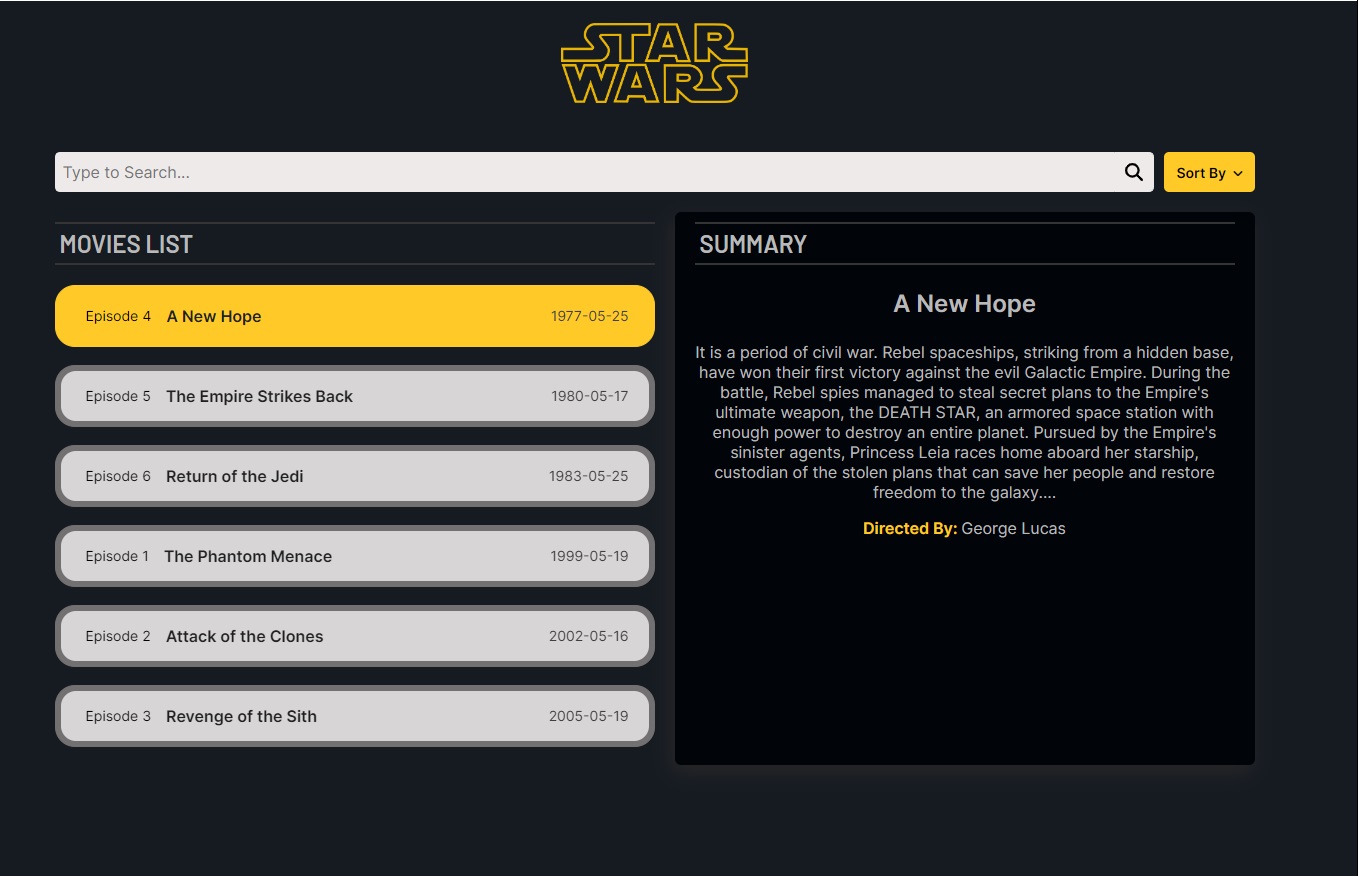 STAR
WARS
Type to Search...
Sort By
MOVIES LIST
Episode 4 A New Hope 1977-05-25
Episode 5 The Empire Strikes Back 1980-05-17
Episode 6 Return of the Jedi 1983-05-25
Episode 1 The Phantom Menace 1999-05-19
Episode 2 Attack of the Clones 2002-05-16
Episode 3 Revenge of the Sith 2005-05-19
SUMMARY
A New Hope
It is a period of civil war. Rebel spaceships, striking from a hidden base,
have won their first victory against the evil Galactic Empire. During the
battle, Rebel spies managed to steal secret plans to the Empire's
ultimate weapon, the DEATH STAR, an armored space station with
enough power to destroy an entire planet. Pursued by the Empire's
sinister agents, Princess Leia races home aboard her starship,
custodian of the stolen plans that can save her people and restore
freedom to the galaxy....
Directed By: George Lucas